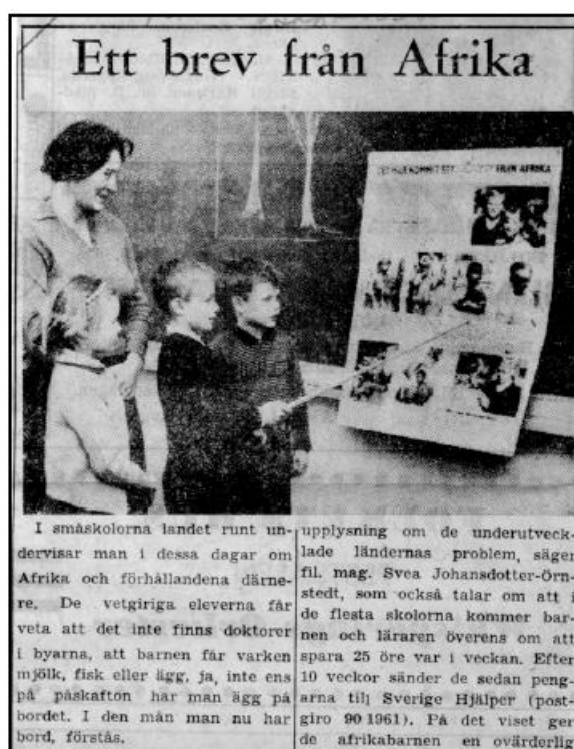 Ett brev från Afrika
FRÅN AFRIKA
I småskolorna landet runt un-
dervisar man i dessa dagar om
Afrika och förhållandena därne-
re. De vetgiriga eleverna får
veta att det inte finns doktorer
i byarna, att barnen får varken
mjölk, fisk eller ägg, ja, inte ens
på påskafton har man ägg på
bordet. I den mån man nu har
bord, förstås.
upplysning om de underutveck-
lade ländernas problem, säger
fil. mag. Svea Johansdotter-Örn-
stedt, som också talar om att i
de flesta skolorna kommer bar-
nen och läraren överens om att
spara 25 öre var i veckan. Efter
10 veckor sänder de sedan peng-
arna till Sverige Hjälper (post-
giro 90 1961). På det viset ger
de afrikabarnen en ovärderlig